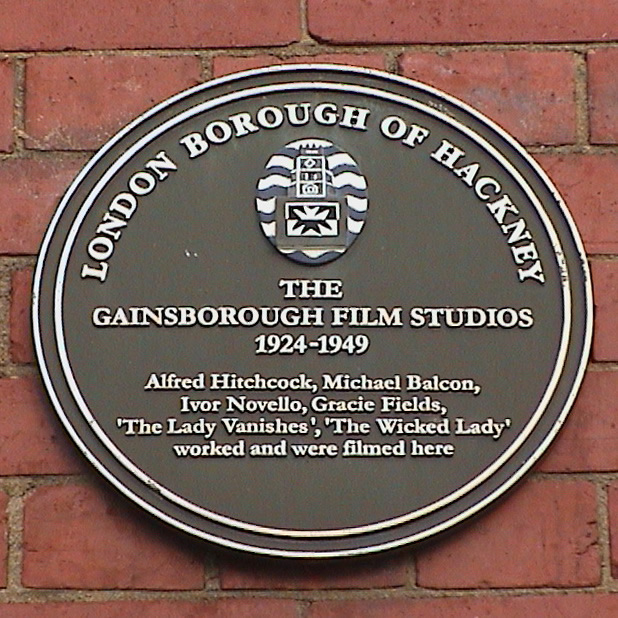 LONDON BOROUGH OF HACKNEY
THE
GAINSBOROUGH FILM STUDIOS
1924-1949
Alfred Hitchcock, Michael Balcon,
Ivor Novello, Gracie Fields,
'The Lady Vanishes', 'The Wicked Lady'
worked and were filmed here